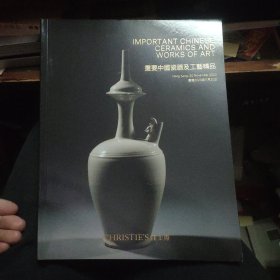 IMPORTANT CHINESE
CERAMICS AND
WORKS OF ART
重要中國瓷器及工藝精品
CHRISTIE'S 佳士得